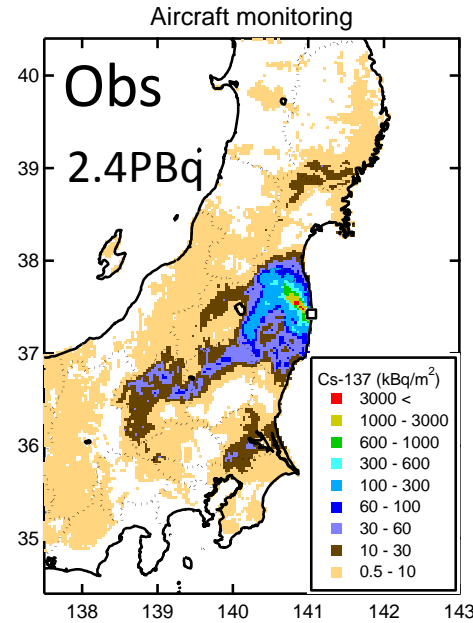 Aircraft monitoring
Obs
2.4PBq
40
39
38
37
36
35
Cs-137 (kBq/m²)
3000 <
1000 - 3000
600 - 1000
300 - 600
100 - 300
60 - 100
30 - 60
10 - 30
0.5 - 10
138 139 140 141 142 143